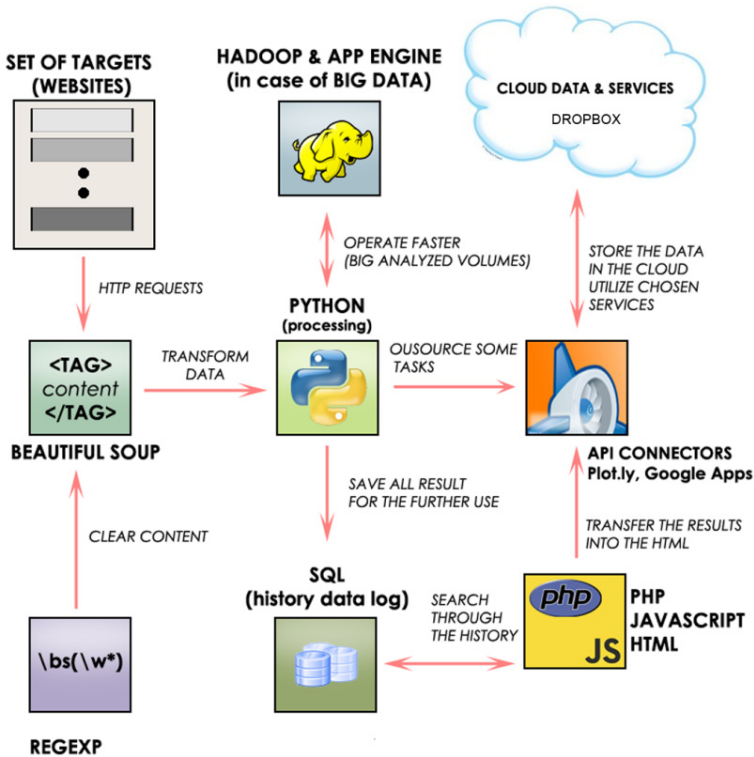 SET OF TARGETS
(WEBSITES)
HADOOP & APP ENGINE
(in case of BIG DATA)
CLOUD DATA & SERVICES
DROPBOX
HTTP REQUESTS
OPERATE FASTER
(BIG ANALYZED VOLUMES)
STORE THE DATA
IN THE CLOUD
UTILIZE CHOSEN
SERVICES
PYTHON
(processing)
<TAG>
content
</TAG>
TRANSFORM
DATA
OUSOURCE SOME
TASKS
BEAUTIFUL SOUP
API CONNECTORS
Plot.ly, Google Apps
CLEAR CONTENT
SAVE ALL RESULT
FOR THE FURTHER USE
TRANSFER THE RESULTS
INTO THE HTML
SQL
(history data log)
SEARCH
THROUGH
THE HISTORY
php
JS
PHP
JAVASCRIPT
HTML
\bs(\w*)
REGEXP